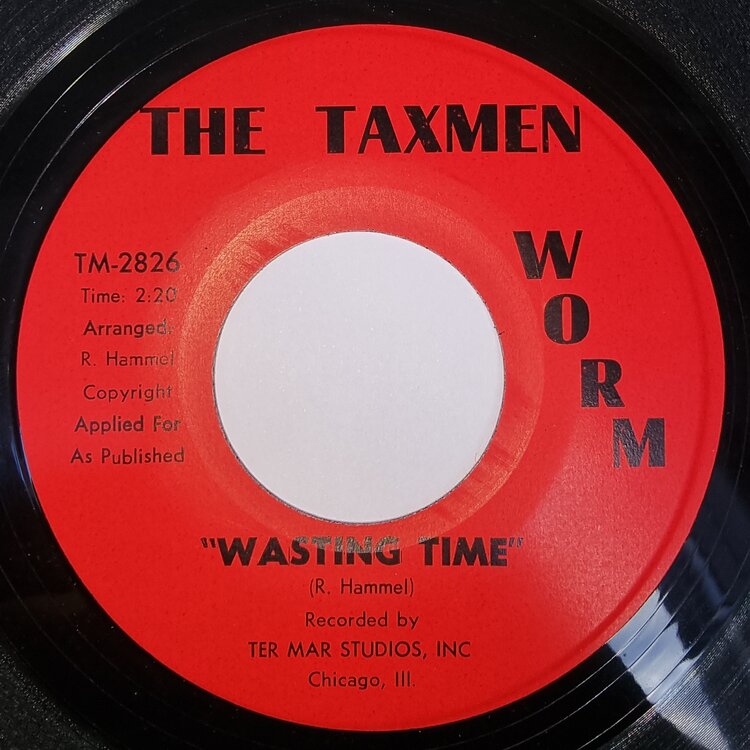 THE TAXMEN
TM-2826
Time: 2:20
Arranged:
R. Hammel
Copyright
Applied For
As Published
W
O
R
M
"WASTING TIME"
(R. Hammel)
Recorded by
TER MAR STUDIOS, INC
Chicago, Ill.